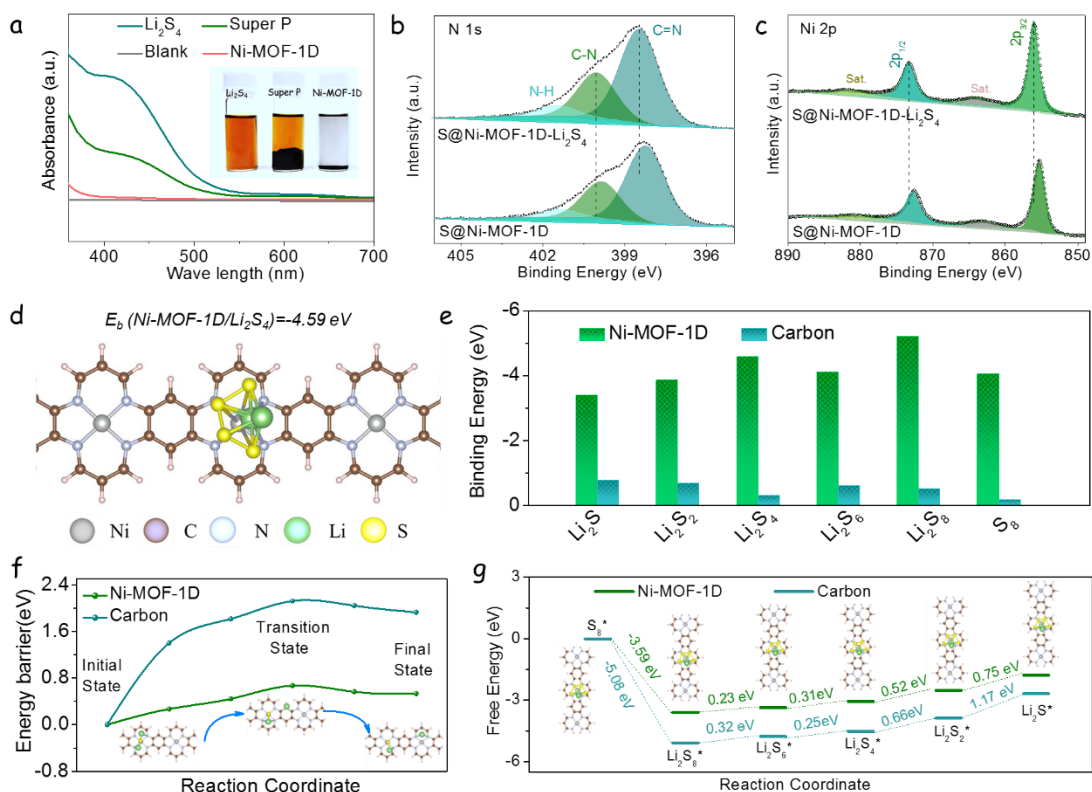 a
Li₂S₄
Super P
Blank
Ni-MOF-1D
Li₂S₄
Super P
Ni-MOF-1D
Absorbance (a.u.)
400
500
600
700
Wave length (nm)
b
N 1s
C=N
C-N
N-H
S@Ni-MOF-1D-Li₂S₄
S@Ni-MOF-1D
Intensity (a.u.)
405
402
399
396
Binding Energy (eV)
c
Ni 2p
2p₃/₂
2p₁/₂
Sat.
Sat.
S@Ni-MOF-1D-Li₂S₄
S@Ni-MOF-1D
Intensity (a.u.)
890
880
870
860
850
Binding Energy (eV)
d
E_b (Ni-MOF-1D/Li₂S₄)=-4.59 eV
Ni
C
N
Li
S
e
Ni-MOF-1D
Carbon
Binding Energy (eV)
-6
-4
-2
0
Li₂S
Li₂S₂
Li₂S₄
Li₂S₆
Li₂S₈
S₈
f
Ni-MOF-1D
Carbon
Energy barrier(eV)
2.4
1.6
0.8
0.0
-0.8
Initial
State
Transition
State
Final
State
Reaction Coordinate
g
Ni-MOF-1D
Carbon
Free Energy (eV)
3
0
-3
-6
S₈*
-3.59 eV
-5.08 eV
0.23 eV
0.31 eV
0.52 eV
0.75 eV
0.32 eV
0.25eV
0.66eV
1.17 eV
Li₂S₈*
Li₂S₆*
Li₂S₄*
Li₂S₂*
Li₂S*
Reaction Coordinate